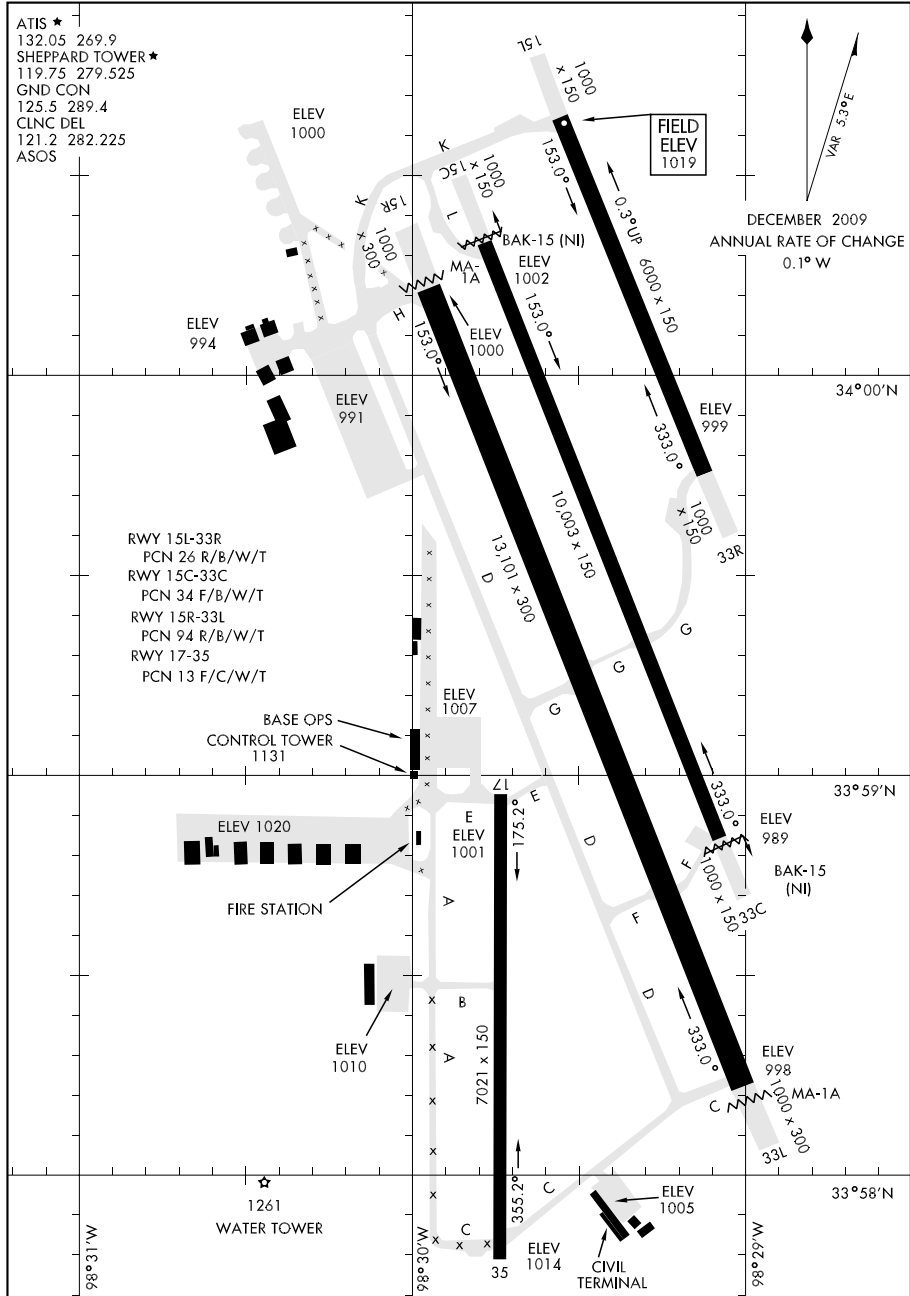 ATIS ★
132.05 269.9
SHEPPARD TOWER ★
119.75 279.525
GND CON
125.5 289.4
CLNC DEL
121.2 282.225
ASOS
ELEV
1000
15L
1000
× 150
FIELD
ELEV
1019
VAR 5.3° E
DECEMBER 2009
ANNUAL RATE OF CHANGE
0.1° W
K
K
15R
15C
1000
× 150
L
1000
300 ×
153.0°
0.3° UP
6000 x 150
BAK-15 (NI)
MA-
1A
ELEV
1002
H
ELEV
994
ELEV
1000
153.0°
153.0°
ELEV
991
34°00'N
ELEV
999
333.0°
10,003 x 150
13,101 x 300
1000
× 150
33R
RWY 15L-33R
PCN 26 R/B/W/T
RWY 15C-33C
PCN 34 F/B/W/T
RWY 15R-33L
PCN 94 R/B/W/T
RWY 17-35
PCN 13 F/C/W/T
D
G
G
G
ELEV
1007
BASE OPS
CONTROL TOWER
1131
33°59'N
17
E
E
175.2°
ELEV
1001
ELEV 1020
333.0°
ELEV
989
D
F
BAK-15
(NI)
1000 x 150
33C
FIRE STATION
A
F
D
B
ELEV
1010
A
7021 x 150
333.0°
ELEV
998
C
MA-1A
1000 x 300
33L
355.2°
C
33°58'N
1261
WATER TOWER
ELEV
1005
C
ELEV
1014
35
CIVIL
TERMINAL
98°31'W
98°30'W
98°29'W